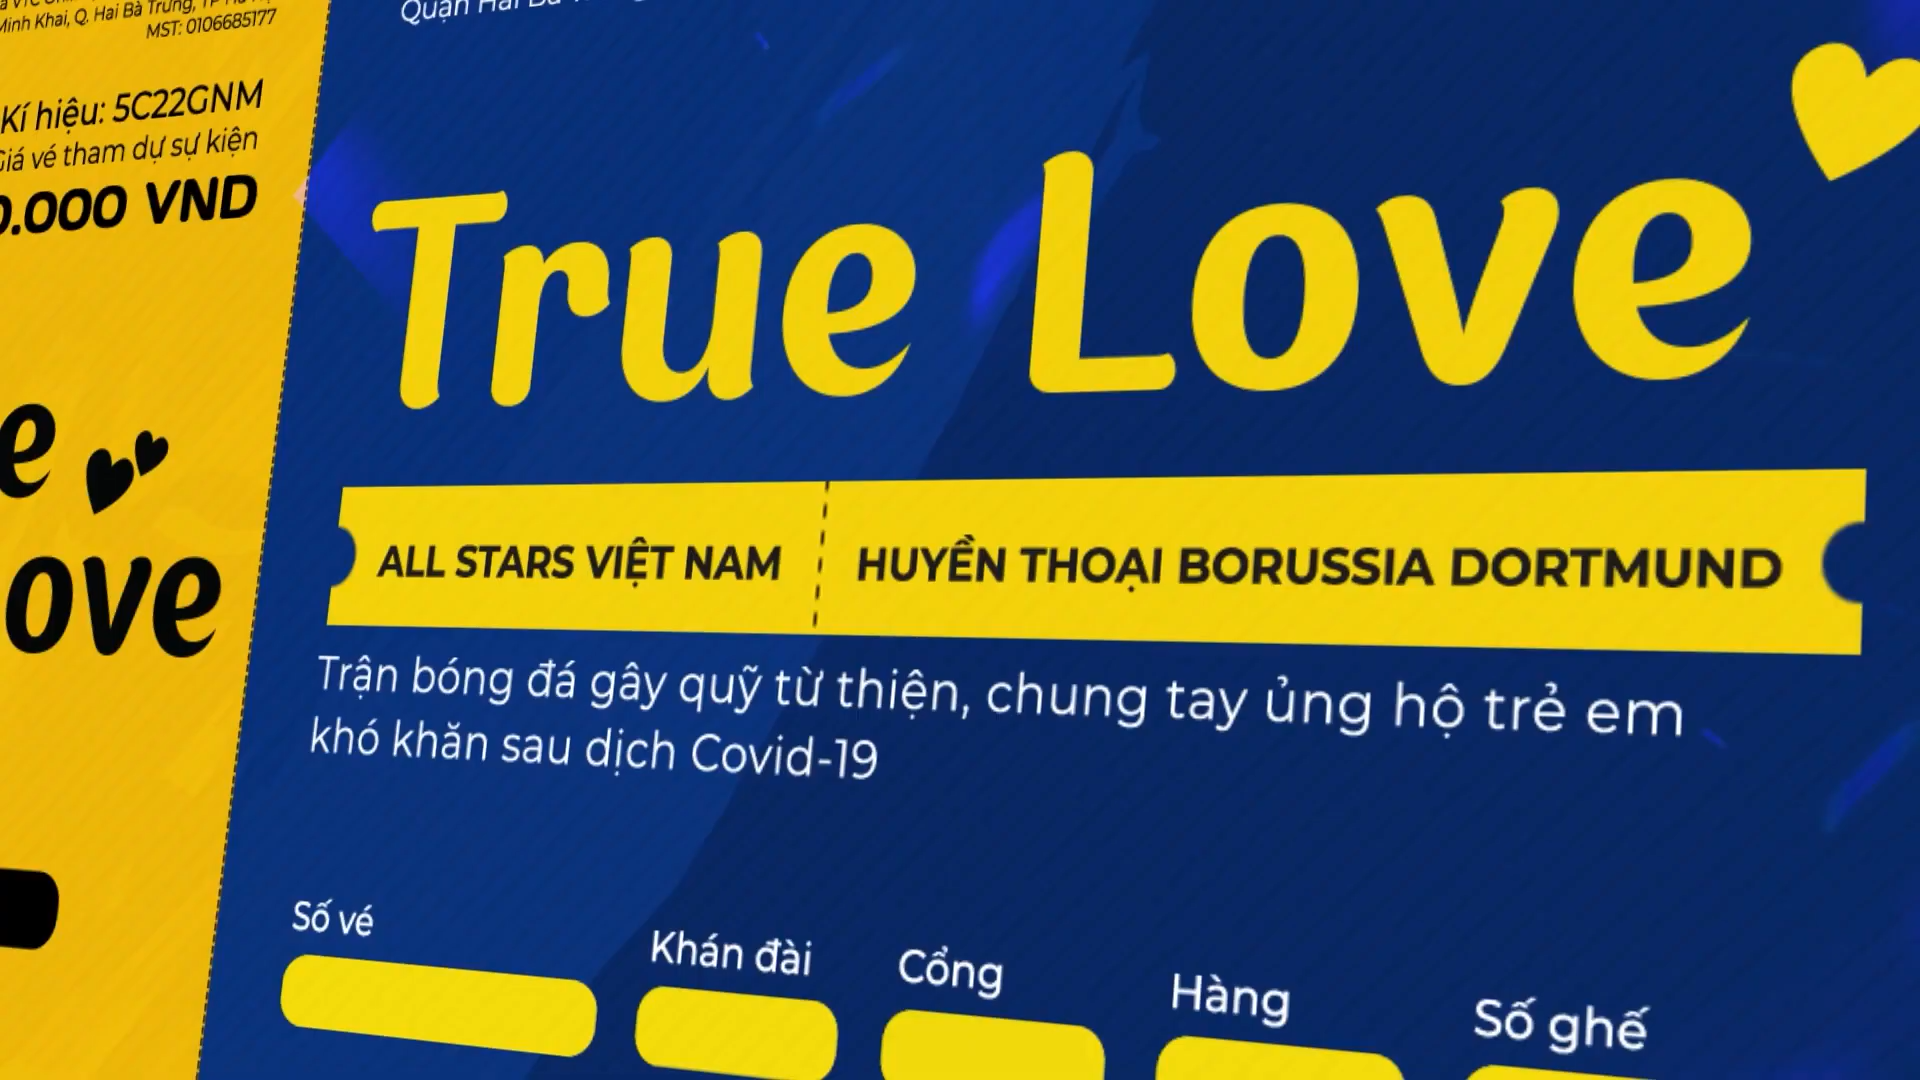 Minh Khai, Q. Hai Bà Trưng, TP
MST: 0106685177
Kí hiệu: 5C22GNM
Giá vé tham dự sự kiện
0.000 VND
e
ove
Quận Hai Bà
True Love
ALL STARS VIỆT NAM
HUYỀN THOẠI BORUSSIA DORTMUND
Trận bóng đá gây quỹ từ thiện, chung tay ủng hộ trẻ em
khó khăn sau dịch Covid-19
Số vé
Khán đài
Cổng
Hàng
Số ghế